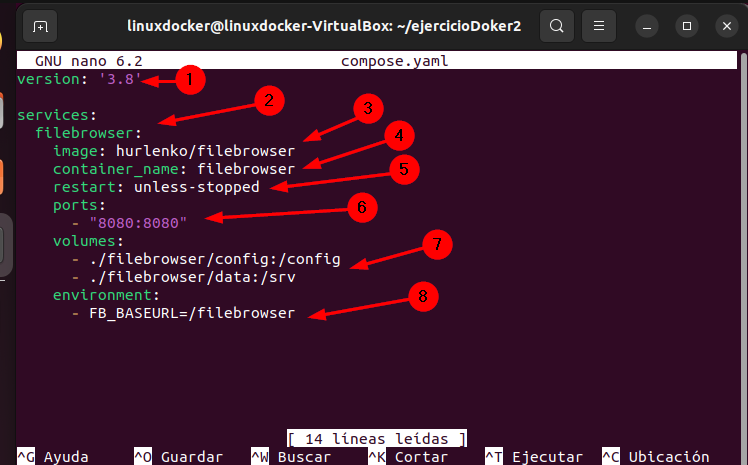 linuxdocker@linuxdocker-VirtualBox: ~/ejercicioDoker2
GNU nano 6.2 compose.yaml
version: '3.8' 1

services: 2
  filebrowser: 3
    image: hurlenko/filebrowser
    container_name: filebrowser 4
    restart: unless-stopped 5
    ports:
      - "8080:8080" 6
    volumes:
      - ./filebrowser/config:/config 7
      - ./filebrowser/data:/srv
    environment: 8
      - FB_BASEURL=/filebrowser
[ 14 líneas leídas ]
^G Ayuda ^O Guardar ^W Buscar ^K Cortar ^T Ejecutar ^C Ubicación